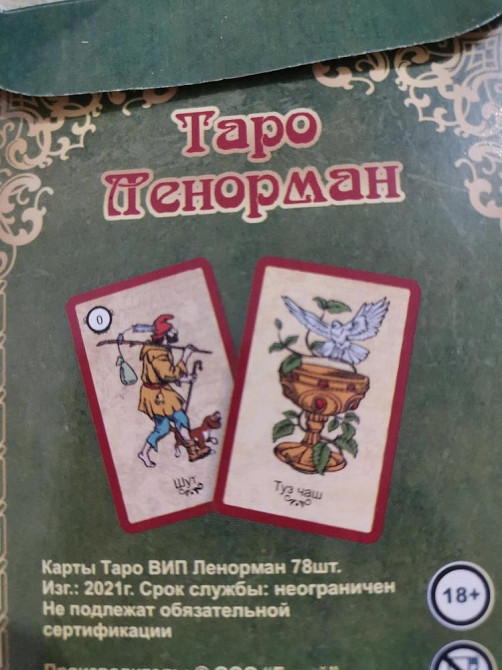 Таро
Ленорман
0
Шут
Туз чаш
Карты Таро ВИП Ленорман 78шт.
Изг.: 2021г. Срок службы: неограничен
Не подлежат обязательной
сертификации
18+